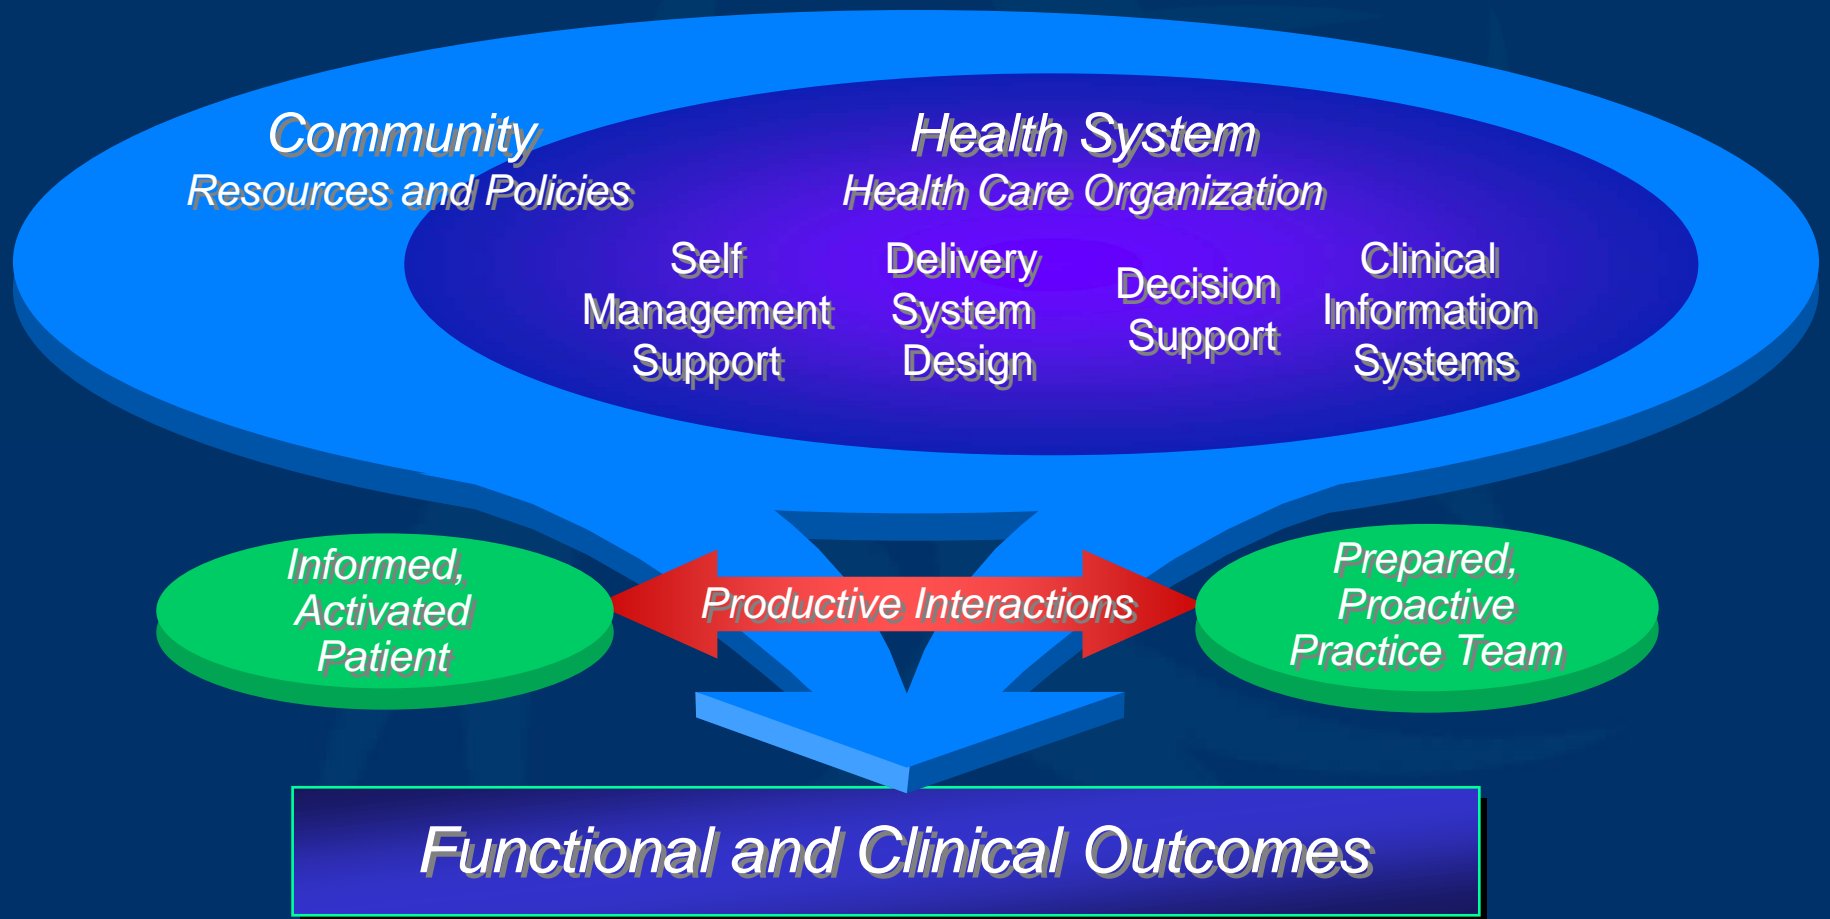 Community
Resources and Policies
Health System
Health Care Organization
Self
Management
Support
Delivery
System
Design
Decision
Support
Clinical
Information
Systems
Informed,
Activated
Patient
Productive Interactions
Prepared,
Proactive
Practice Team
Functional and Clinical Outcomes